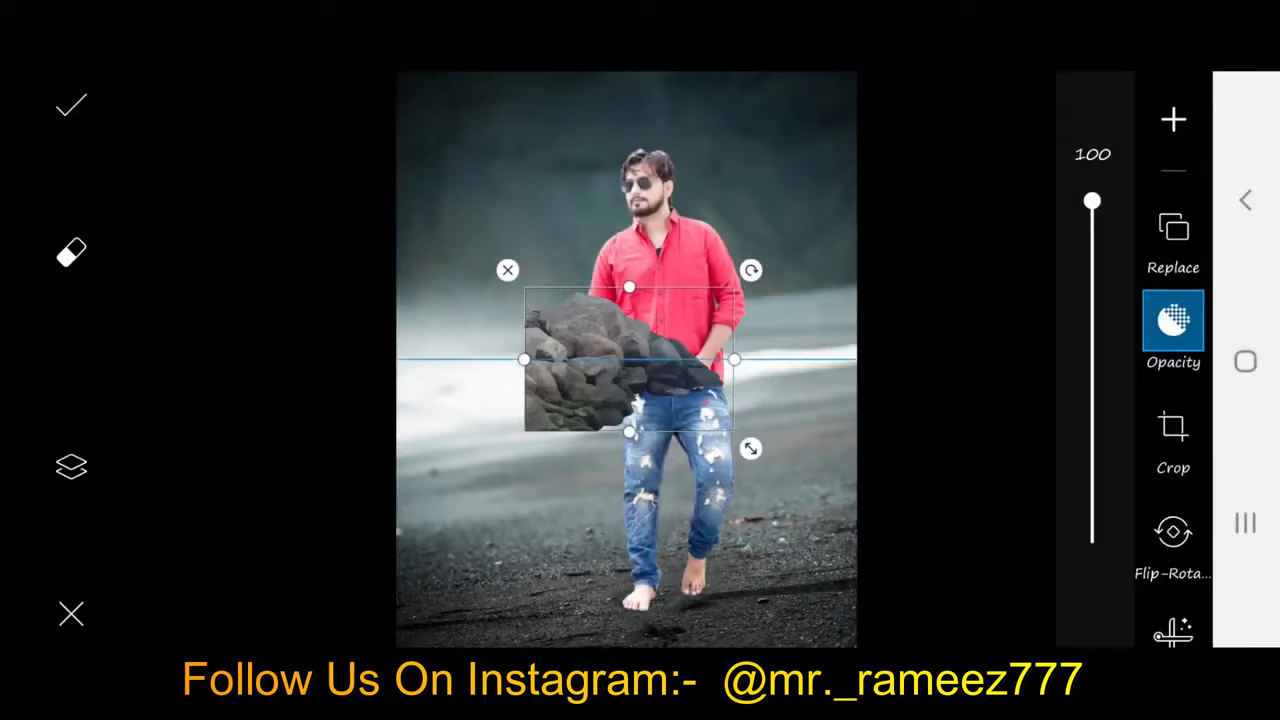 100
Replace
Opacity
Crop
Flip-Rota...
Follow Us On Instagram:- @mr._rameez777